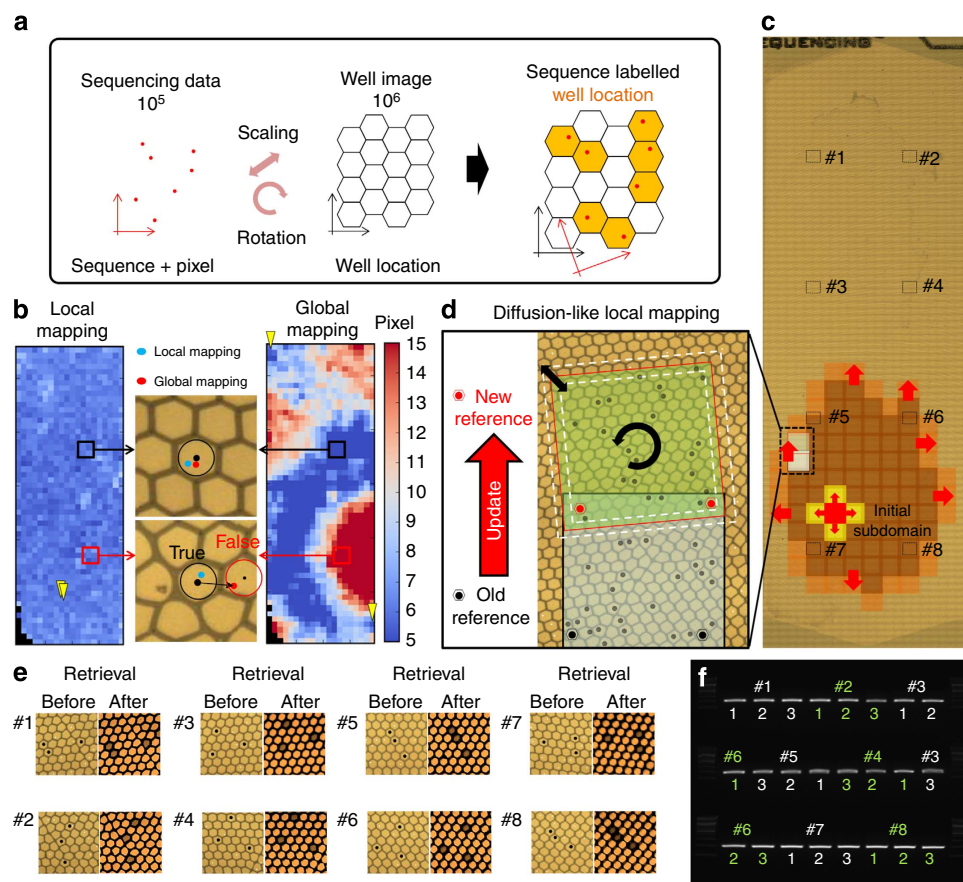 a
Sequencing data
10⁵
Scaling
Rotation
Sequence + pixel
Well image
10⁶
Well location
Sequence labelled
well location
b
Local
mapping
Local mapping
Global mapping
Global
mapping
Pixel
15
14
13
12
11
10
9
8
7
6
5
True
False
c
EQUENCING
#1
#2
#3
#4
#5
#6
Initial
subdomain
#7
#8
d
Diffusion-like local mapping
New
reference
Update
Old
reference
e
Retrieval
Before After
Retrieval
Before After
Retrieval
Before After
Retrieval
Before After
#1
#3
#5
#7
#2
#4
#6
#8
f
#1 #2 #3
1 2 3 1 2 3 1 2
#6 #5 #4 #3
1 3 2 1 3 2 1 3
#6 #7 #8
2 3 1 2 3 1 2 3